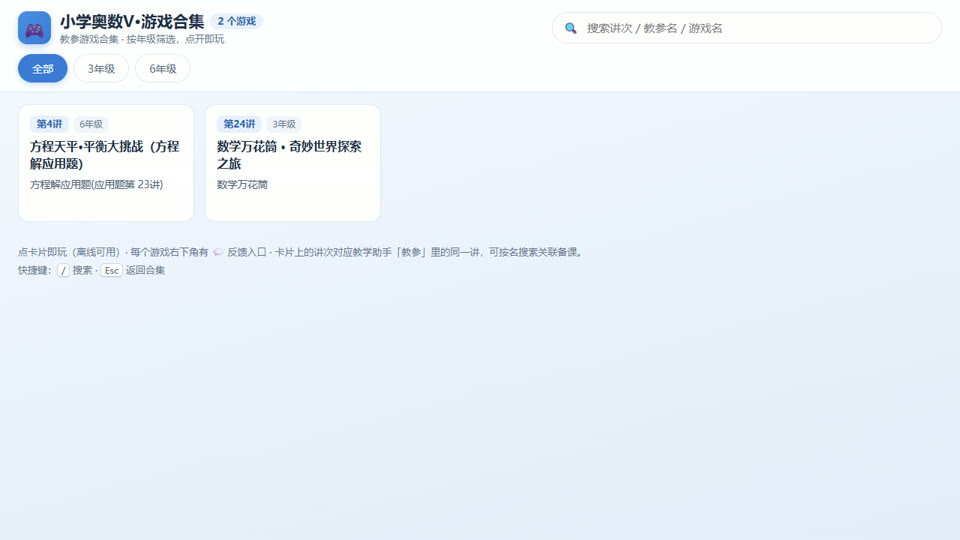 小学奥数V•游戏合集 2 个游戏
教参游戏合集 · 按年级筛选，点开即玩
搜索讲次 / 教参名 / 游戏名
全部 3年级 6年级
第4讲 6年级
方程天平•平衡大挑战（方程
解应用题）
方程解应用题(应用题第 23讲)
第24讲 3年级
数学万花筒 • 奇妙世界探索
之旅
数学万花筒
点卡片即玩（离线可用）· 每个游戏右下角有 反馈入口 · 卡片上的讲次对应教学助手「教参」里的同一讲，可按名搜索关联备课。
快捷键： / 搜索 · Esc 返回合集